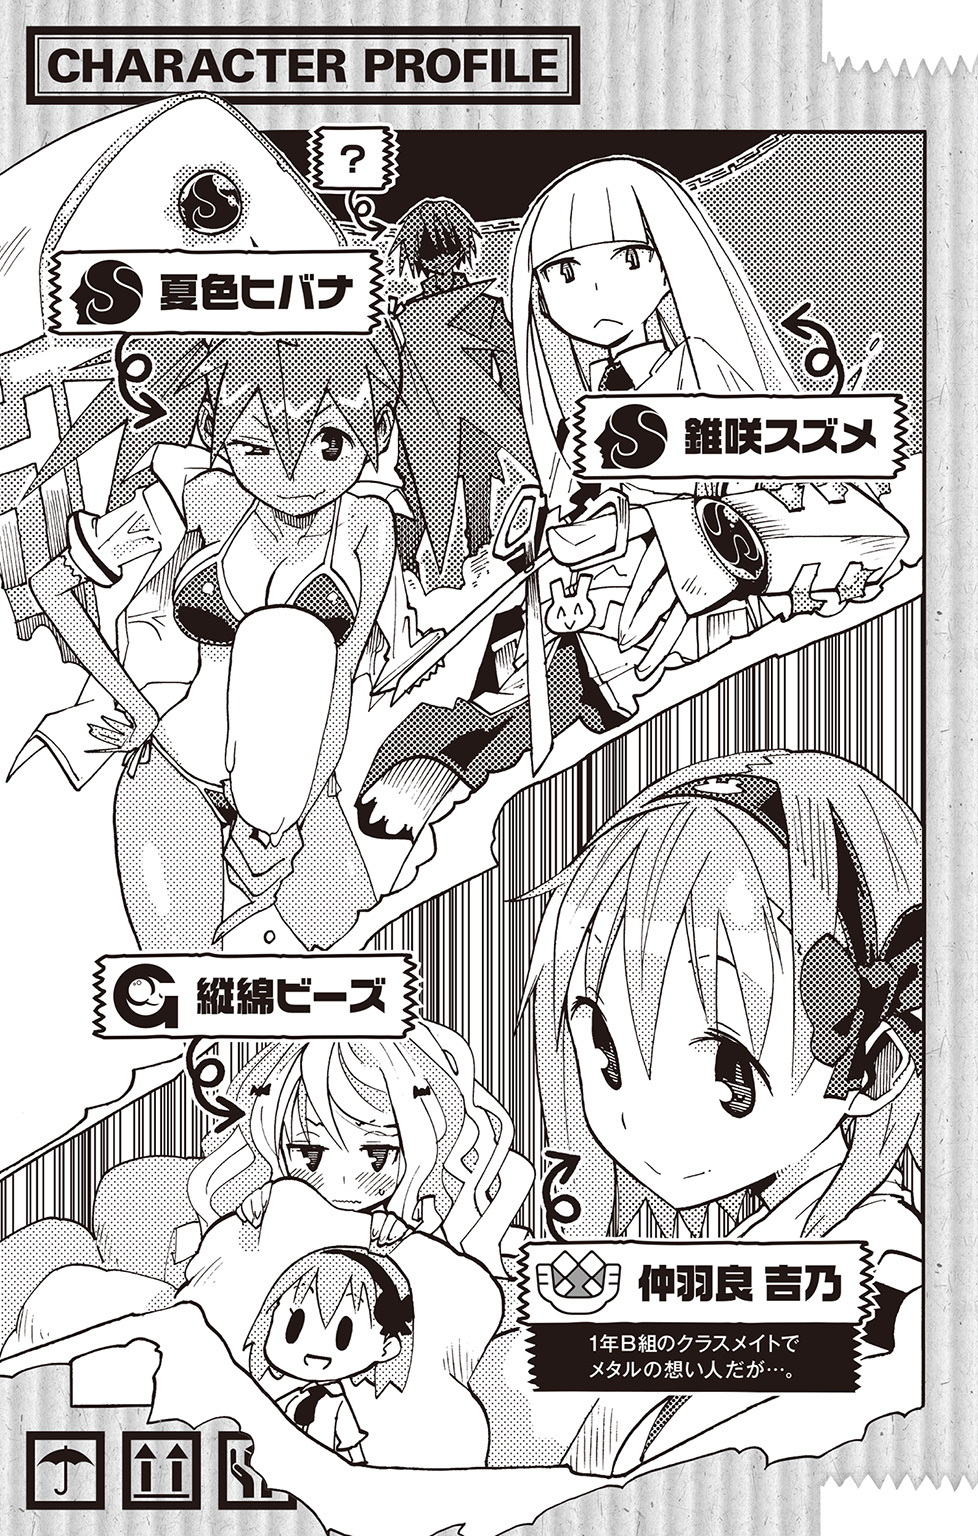 CHARACTER PROFILE
?
夏色ヒバナ
錐咲スズメ
縦綿ビーズ
仲羽良 吉乃
1年B組のクラスメイトで
メタルの想い人だが…。